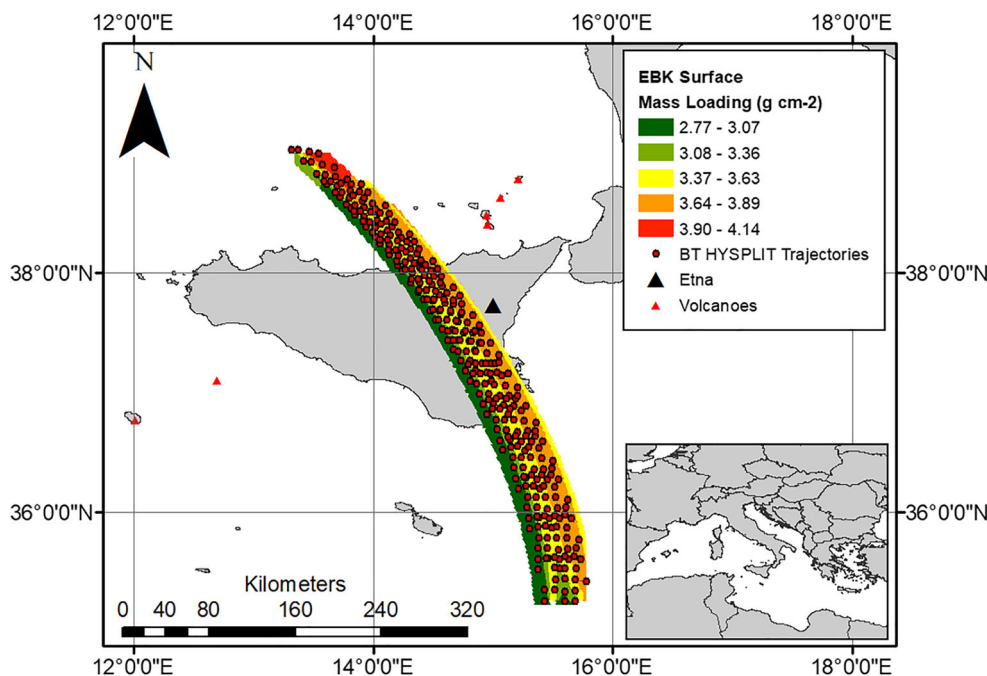 12°0'0"E 14°0'0"E 16°0'0"E 18°0'0"E
N
EBK Surface
Mass Loading (g cm-2)
2.77 - 3.07
3.08 - 3.36
3.37 - 3.63
3.64 - 3.89
3.90 - 4.14
BT HYSPLIT Trajectories
Etna
Volcanoes
38°0'0"N 38°0'0"N
36°0'0"N 36°0'0"N
Kilometers
0 40 80 160 240 320
12°0'0"E 14°0'0"E 16°0'0"E 18°0'0"E